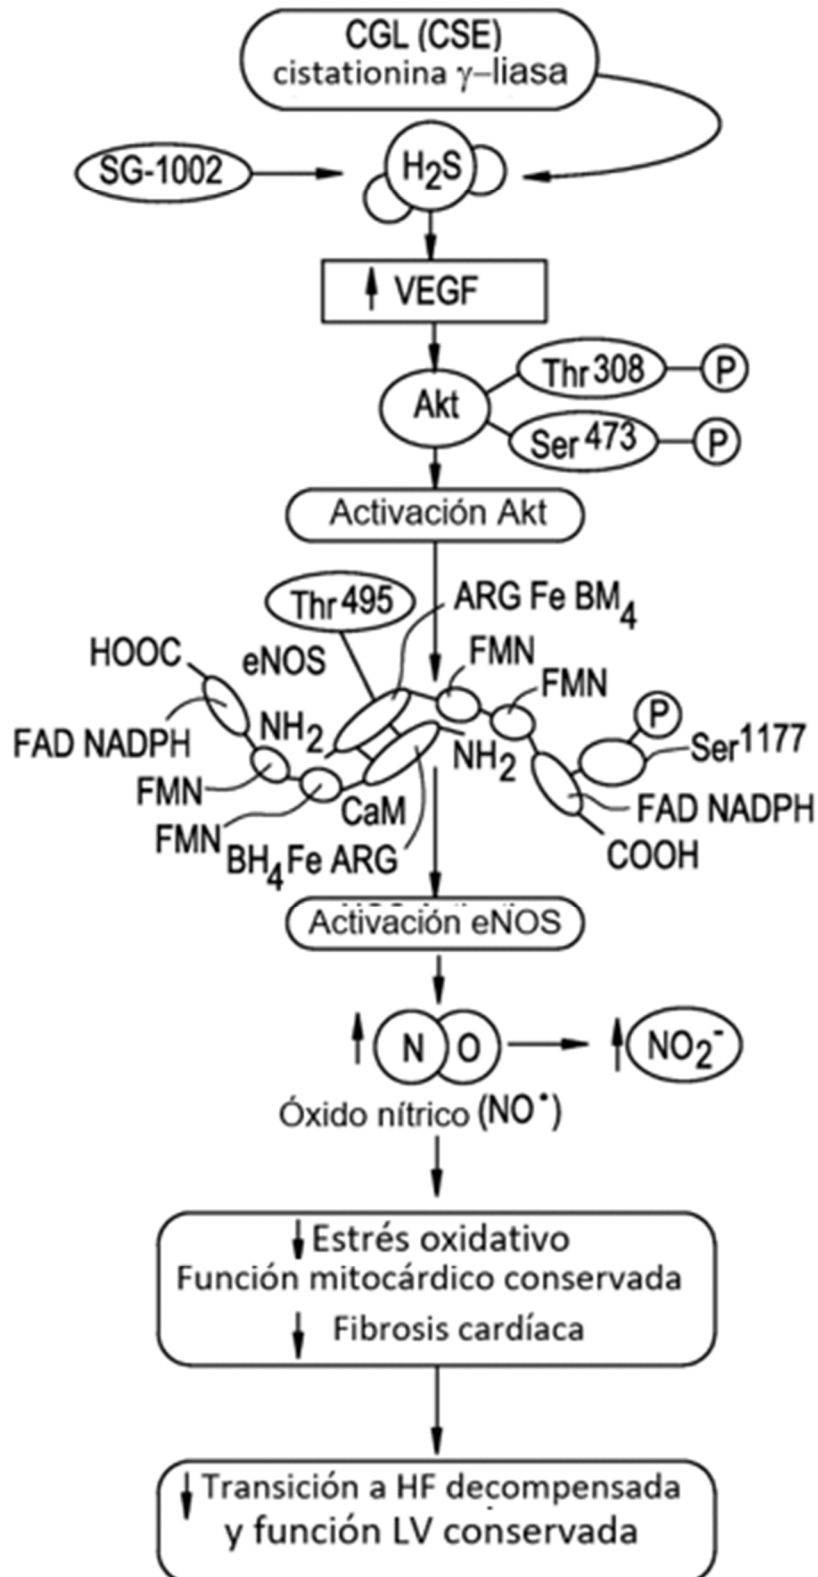 CGL (CSE)
cistationina γ–liasa
SG-1002
H2S
VEGF
Akt
Thr 308
P
Ser 473
P
Activación Akt
Thr 495
ARG Fe BM4
HOOC
eNOS
FMN
FMN
FAD NADPH
NH2
P
Ser1177
NH2
FMN
CaM
FAD NADPH
FMN
BH4 Fe ARG
COOH
Activación eNOS
N O
NO2-
Óxido nítrico (NO•)
Estrés oxidativo
Función mitocárdico conservada
Fibrosis cardíaca
Transición a HF decompensada
y función LV conservada